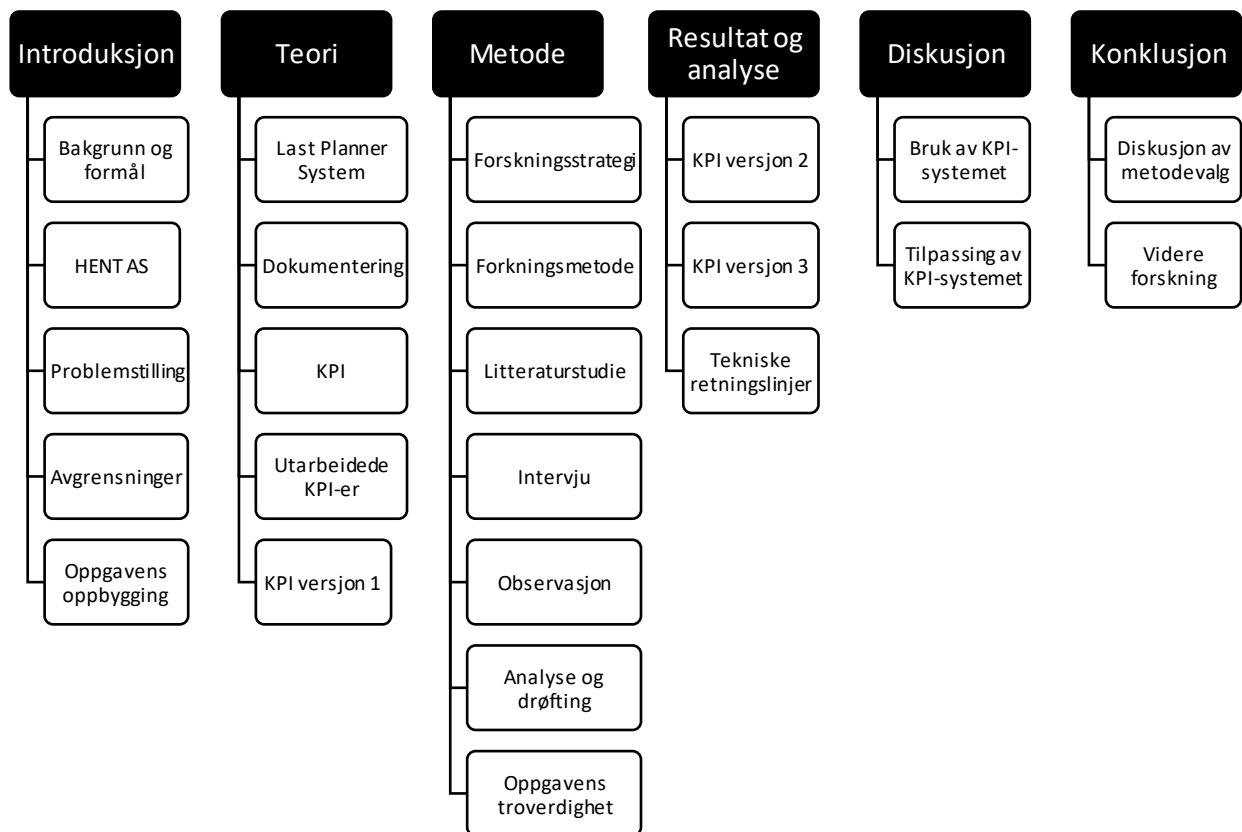 Introduksjon
Bakgrunn og
formål
HENT AS
Problemstilling
Avgrensninger
Oppgavens
oppbygging
Teori
Last Planner
System
Dokumentering
KPI
Utarbeidede
KPI-er
KPI versjon 1
Metode
Forskningsstrategi
Forkningsmetode
Litteraturstudie
Intervju
Observasjon
Analyse og
drøfting
Oppgavens
troverdighet
Resultat og
analyse
KPI versjon 2
KPI versjon 3
Tekniske
retningslinjer
Diskusjon
Bruk av KPI-
systemet
Tilpassing av
KPI-systemet
Konklusjon
Diskusjon av
metodevalg
Videre
forskning